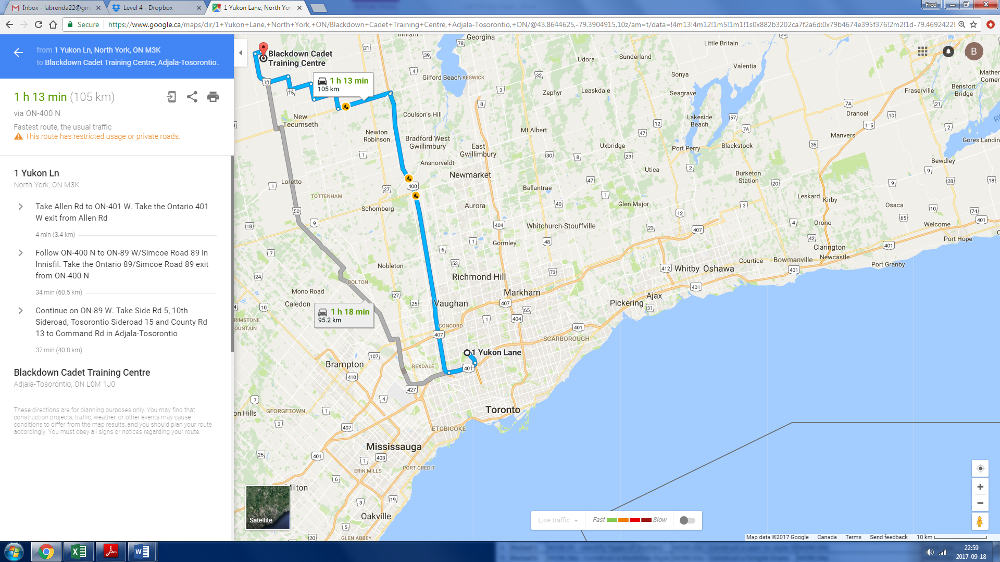 Inbox - labrenda22@gm
Level 4 - Dropbox
1 Yukon Lane, North Yor
Fred
Secure
https://www.google.ca/maps/dir/1+Yukon+Lane,+North+York,+ON/Blackdown+Cadet+Training+Centre,+Adjala-Tosorontio,+ON/@43.8644625,-79.3904915,10z/am=t/data=!4m13!4m12!1m5!1m1!1s0x882b3202ca7f2a6d:0x79b4674e395f376!2m2!1d-79.4692422!
from 1 Yukon Ln, North York, ON M3K
to Blackdown Cadet Training Centre, Adjala-Tosorontio..
1 h 13 min (105 km)
via ON-400 N
Fastest route, the usual traffic
This route has restricted usage or private roads.
1 Yukon Ln
North York, ON M3K
Take Allen Rd to ON-401 W. Take the Ontario 401
W exit from Allen Rd
4 min (3.4 km)
Follow ON-400 N to ON-89 W/Simcoe Road 89 in
Innisfil. Take the Ontario 89/Simcoe Road 89 exit
from ON-400 N
34 min (60.5 km)
Continue on ON-89 W. Take Side Rd 5, 10th
Sideroad, Tosorontio Sideroad 15 and County Rd
13 to Command Rd in Adjala-Tosorontio
37 min (40.8 km)
Blackdown Cadet Training Centre
Adjala-Tosorontio, ON L0M 1J0
These directions are for planning purposes only. You may find that
construction projects, traffic, weather, or other events may cause
conditions to differ from the map results, and you should plan your route
accordingly. You must obey all signs or notices regarding your route.
Blackdown Cadet
Training Centre
1 h 13 min
105 km
Georgina
Little Britain
Udora
Sunderland
Valentia
Sonya
Mather
Corner
Gilford Beach
KESWICK
Zephyr
Leaskdale
Seagrave
Fraserville
Bensfort
Bridge
New
Tecumseth
Coulson's Hill
Lakeside
Beach
Dranoel
Newton
Robinson
Bradford West
Gwillimbury
Mt Albert
East
Gwillimbury
Uxbridge
Port Perry
Blackstock
Manvers
Gores Landin
Ansnorveldt
Newmarket
Utica
Bewdley
Burketon
Station
Loretto
TOTTENHAM
Ballantrae
Aurora
Glen Major
Leskard
Kirby
Osaca
Schomberg
Whitchurch-Stouffville
Orono
Welcome
Gormley
Clarington
Port Hope
Nobleton
Richmond Hill
Whitby
Oshawa
Courtice
Bowmanville
Newcastle
Port Granby
BOLTON
Mono Road
Caledon
Markham
Ajax
Pickering
Vaughan
1 h 18 min
95.2 km
CONCORD
SCARBOROUGH
1 Yukon Lane
Brampton
REXDALE
Toronto
GEORGETOWN
on Hills
ETOBICOKE
Mississauga
PORT CREDIT
ERIN MILLS
Oakville
GLEN ABBEY
Satellite
Live traffic
Fast
Slow
Map data ©2017 Google
Canada
Terms
Send feedback
10 km
22:59
2017-09-18